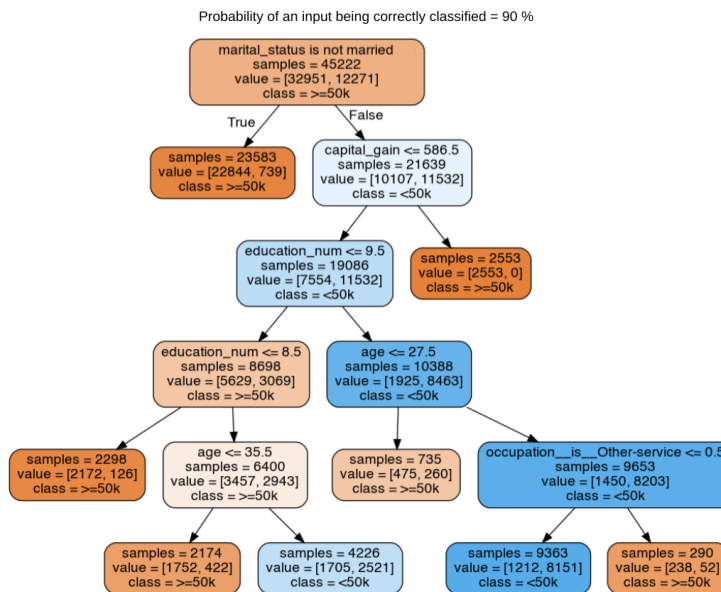 Probability of an input being correctly classified = 90 %
marital_status is not married
samples = 45222
value = [32951, 12271]
class = >=50k
True
False
samples = 23583
value = [22844, 739]
class = >=50k
capital_gain <= 586.5
samples = 21639
value = [10107, 11532]
class = <50k
education_num <= 9.5
samples = 19086
value = [7554, 11532]
class = <50k
samples = 2553
value = [2553, 0]
class = >=50k
education_num <= 8.5
samples = 8698
value = [5629, 3069]
class = >=50k
age <= 27.5
samples = 10388
value = [1925, 8463]
class = <50k
samples = 2298
value = [2172, 126]
class = >=50k
age <= 35.5
samples = 6400
value = [3457, 2943]
class = >=50k
samples = 735
value = [475, 260]
class = >=50k
occupation__is__Other-service <= 0.5
samples = 9653
value = [1450, 8203]
class = <50k
samples = 2174
value = [1752, 422]
class = >=50k
samples = 4226
value = [1705, 2521]
class = <50k
samples = 9363
value = [1212, 8151]
class = <50k
samples = 290
value = [238, 52]
class = >=50k